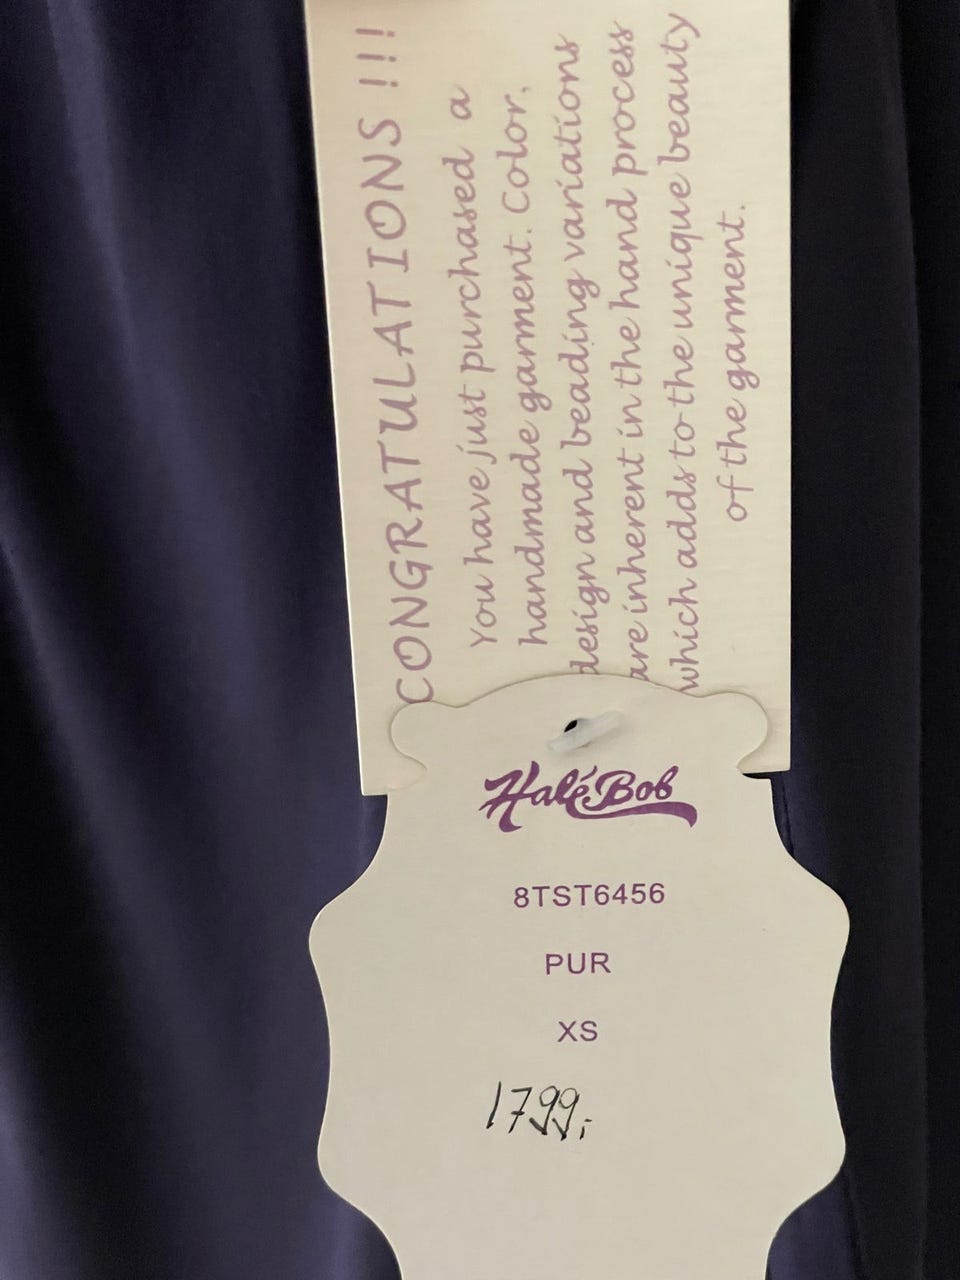 CONGRATULATIONS !!!
You have just purchased a
handmade garment. Color,
design and beading variations
are inherent in the hand process
which adds to the unique beauty
of the garment.
Halé Bob
8TST6456
PUR
XS
1799,-